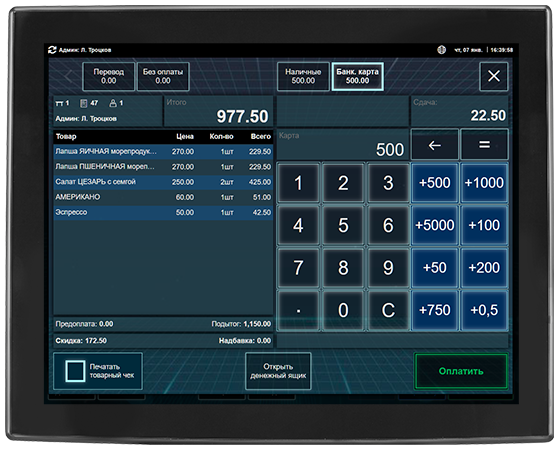 Админ: Л. Троцков
чт, 07 янв. | 16:39:58
Перевод 0.00
Без оплаты 0.00
Наличные 500.00
Банк. карта 500.00
1 47 1
Админ: Л. Троцков
Итого
977.50
Сдача:
22.50
Товар Цена Кол-во Всего
Лапша ЯИЧНАЯ морепродук... 270.00 1шт 229.50
Лапша ПШЕНИЧНАЯ мореп... 270.00 1шт 229.50
Салат ЦЕЗАРЬ с семгой 250.00 2шт 425.00
АМЕРИКАНО 60.00 1шт 51.00
Эспрессо 50.00 1шт 42.50
Предоплата: 0.00 Подытог: 1,150.00
Скидка: 172.50 Надбавка: 0.00
Карта
500
← =
1 2 3 +500 +1000
4 5 6 +5000 +100
7 8 9 +50 +200
. 0 C +750 +0,5
Печатать
товарный чек
Открыть
денежный ящик
Оплатить